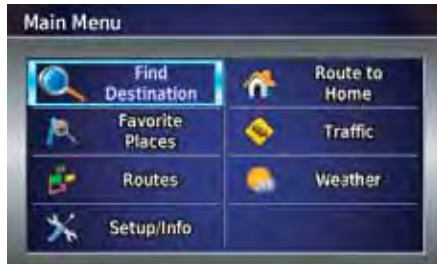 Main Menu
Find
Destination
Route to
Home
Favorite
Places
Traffic
Routes
Weather
Setup/Info